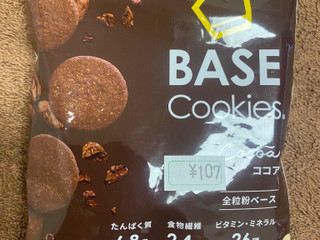 BASE
Cookies®
Cocoa
ココア
¥107
全粒粉ベース
たんぱく質 食物繊維 ビタミン・ミネラル